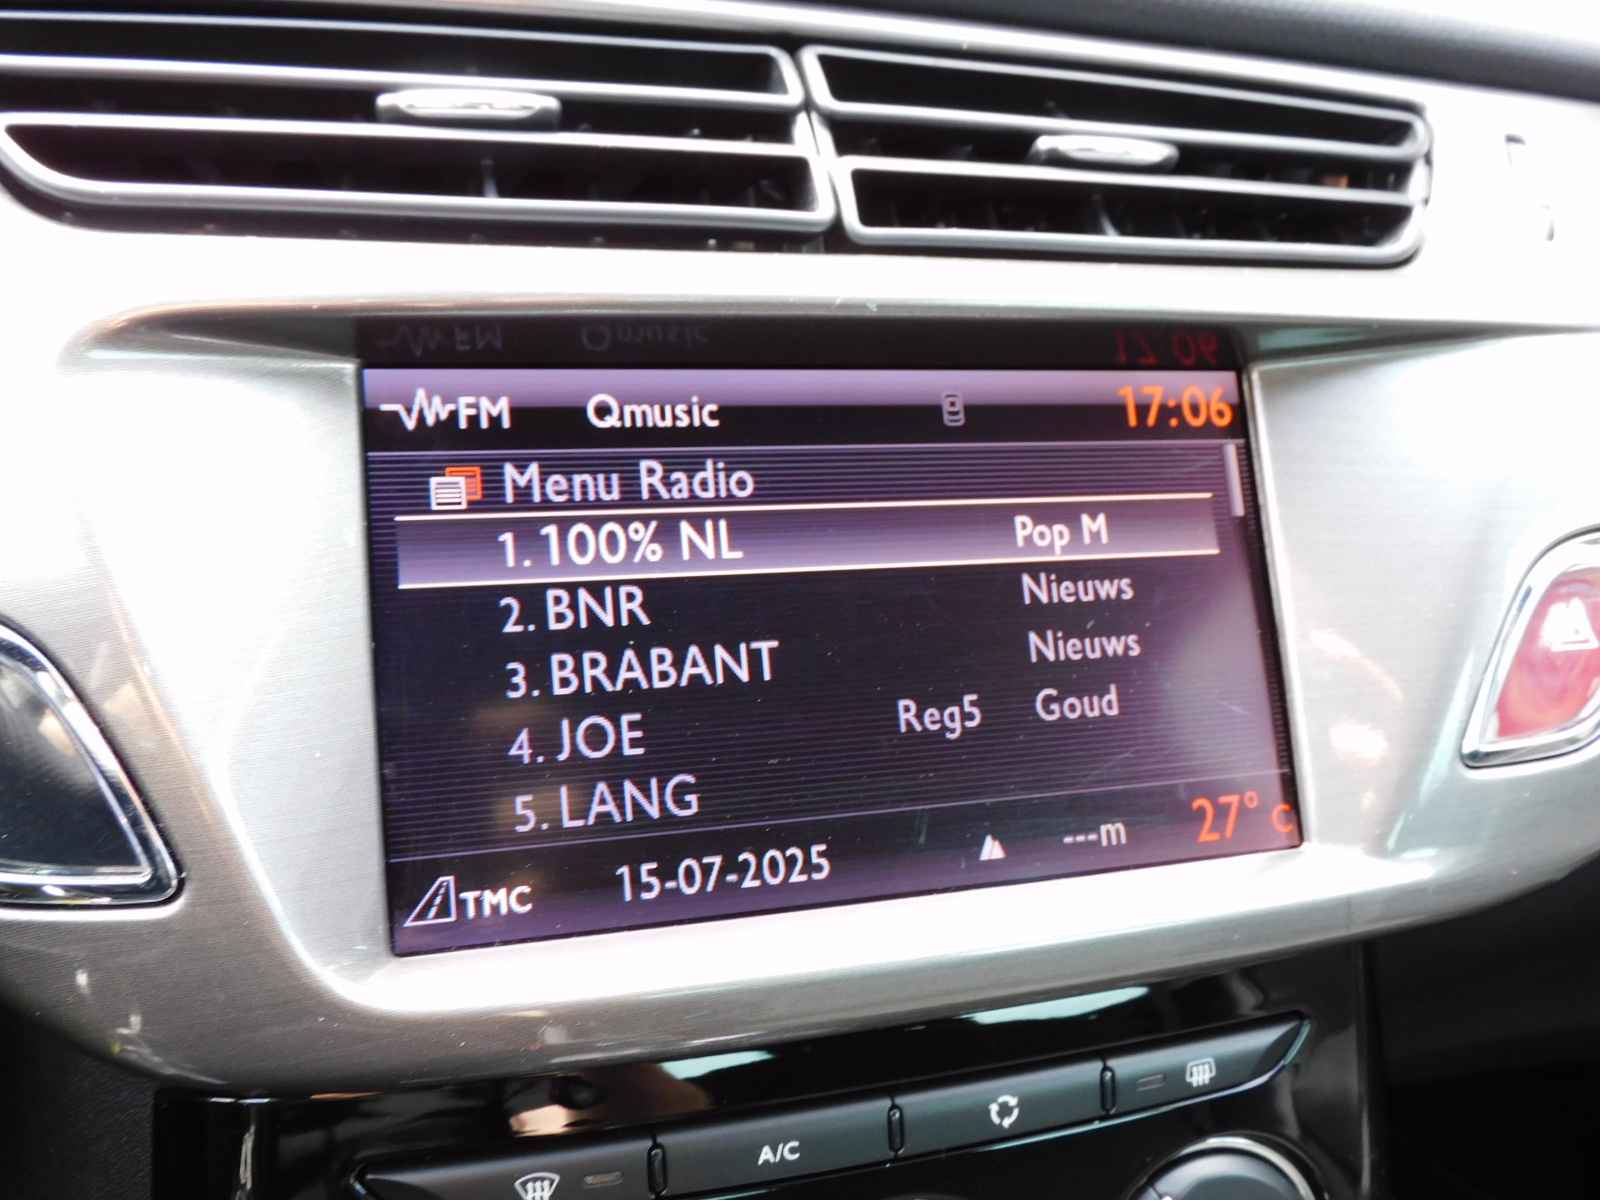 FM Qmusic 17:06
Menu Radio
1. 100% NL Pop M
2. BNR Nieuws
3. BRABANT Nieuws
4. JOE Reg5 Goud
5. LANG
TMC 15-07-2025 ---m 27° c
A/C